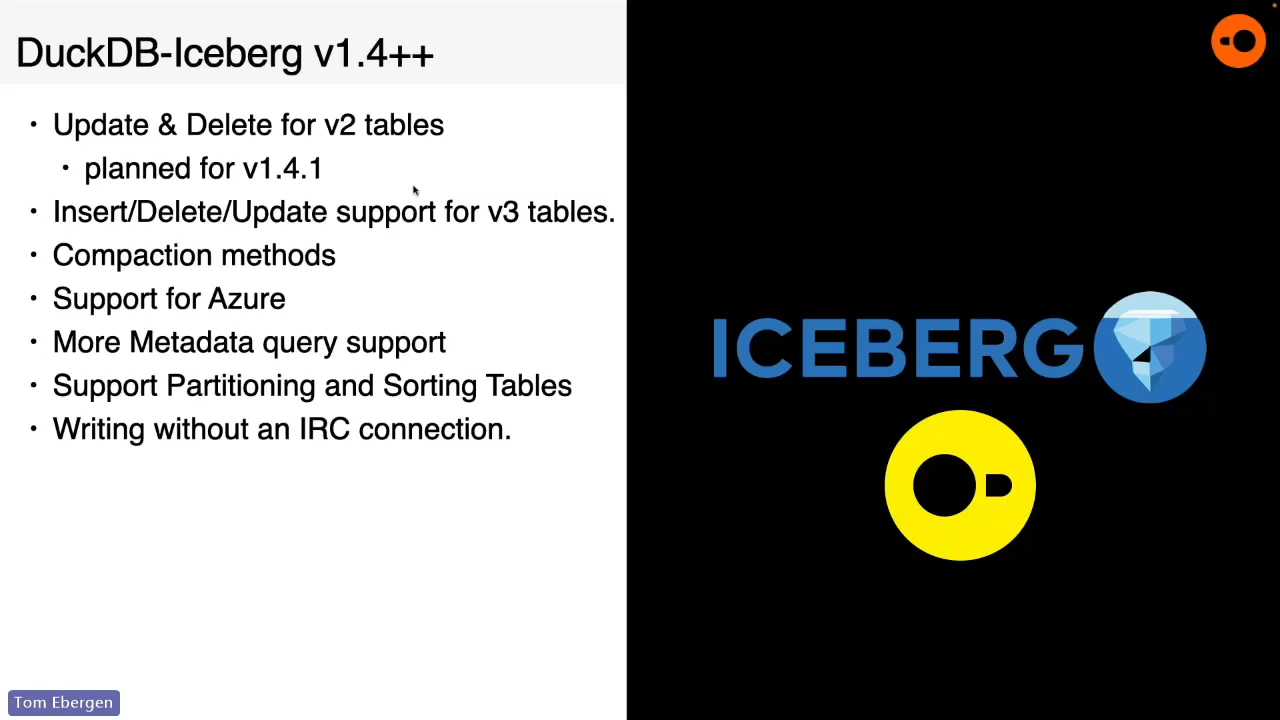 DuckDB-Iceberg v1.4++
• Update & Delete for v2 tables
• planned for v1.4.1
• Insert/Delete/Update support for v3 tables.
• Compaction methods
• Support for Azure
• More Metadata query support
• Support Partitioning and Sorting Tables
• Writing without an IRC connection.
ICEBERG
Tom Ebergen